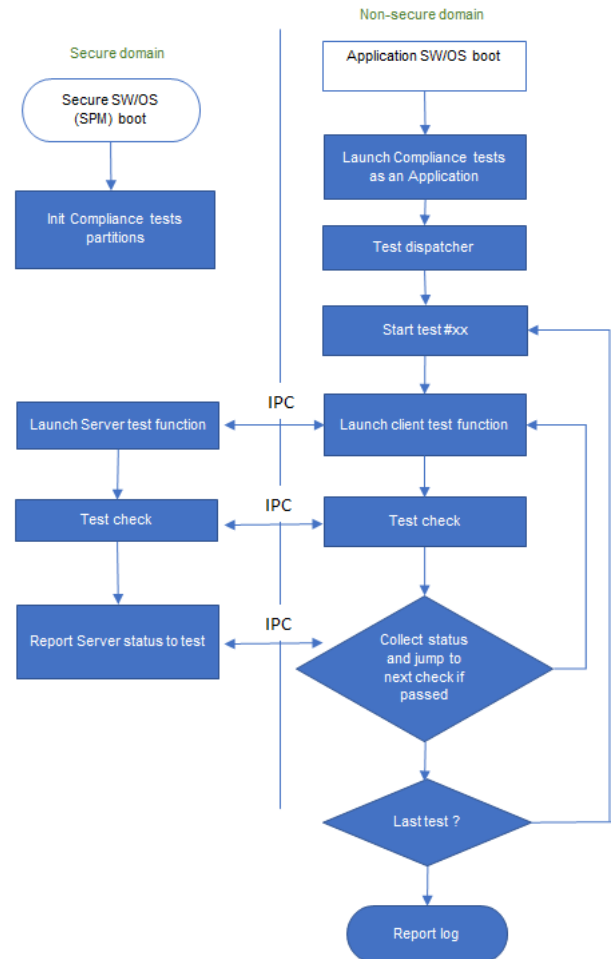 Non-secure domain
Secure domain
Application SW/OS boot
Secure SW/OS
(SPM) boot
Launch Compliance tests
as an Application
Init Compliance tests
partitions
Test dispatcher
Start test #xx
IPC
Launch Server test function
Launch client test function
IPC
Test check
Test check
IPC
Report Server status to test
Collect status
and jump to
next check if
passed
Last test ?
Report log